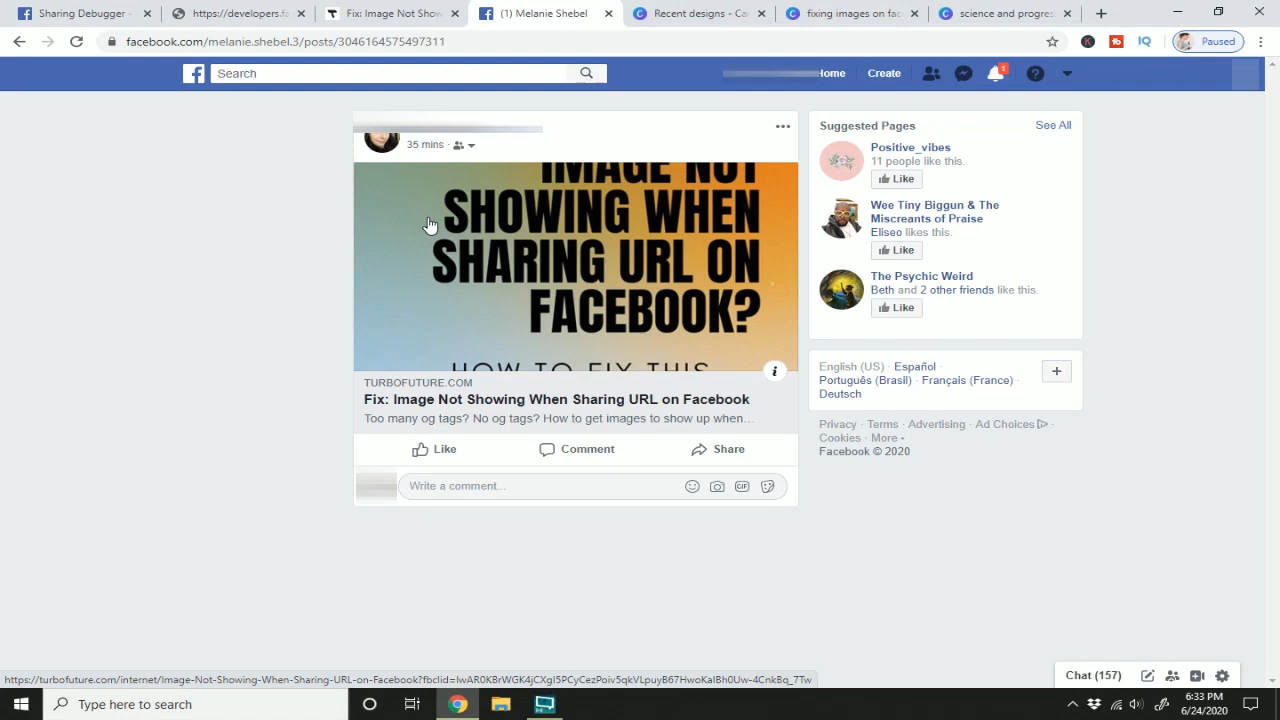 Sharing Debugger -
https://developers.fa
Fix: Image Not Show
(1) Melanie Shebel
Recent designs - Ca
fixing images on fac
science and progres
facebook.com/melanie.shebel.3/posts/3046164575497311
Paused
Search
Home
Create
1
35 mins ·
IMAGE NOT
SHOWING WHEN
SHARING URL ON
FACEBOOK?
HOW TO FIX THIS
TURBOFUTURE.COM
Fix: Image Not Showing When Sharing URL on Facebook
Too many og tags? No og tags? How to get images to show up when...
Like
Comment
Share
Write a comment...
GIF
Suggested Pages
See All
Positive_vibes
11 people like this.
Like
Wee Tiny Biggun & The
Miscreants of Praise
Eliseo likes this.
Like
The Psychic Weird
Beth and 2 other friends like this.
Like
English (US) · Español ·
Português (Brasil) · Français (France) ·
Deutsch
Privacy · Terms · Advertising · Ad Choices ·
Cookies · More
Facebook © 2020
Chat (157)
https://turbofuture.com/internet/Image-Not-Showing-When-Sharing-URL-on-Facebook?fbclid=IwAR0KBrWGK4jCXgI5PCyCezPoiv5qkVLpuyB67HwoKaIBh0Uw-4CnkBq_7Tw
Type here to search
6:33 PM
6/24/2020